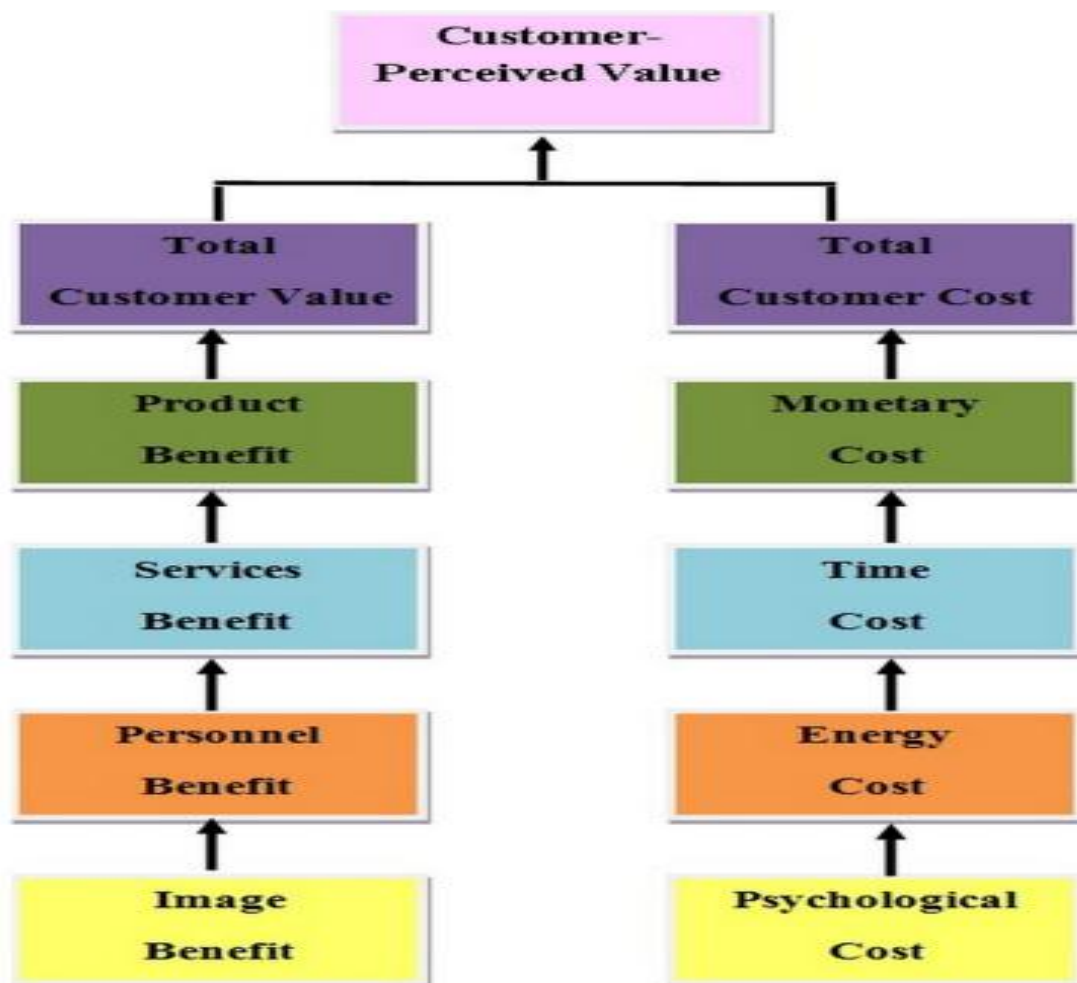 Customer-
Perceived Value
Total
Customer Value
Total
Customer Cost
Product
Benefit
Monetary
Cost
Services
Benefit
Time
Cost
Personnel
Benefit
Energy
Cost
Image
Benefit
Psychological
Cost